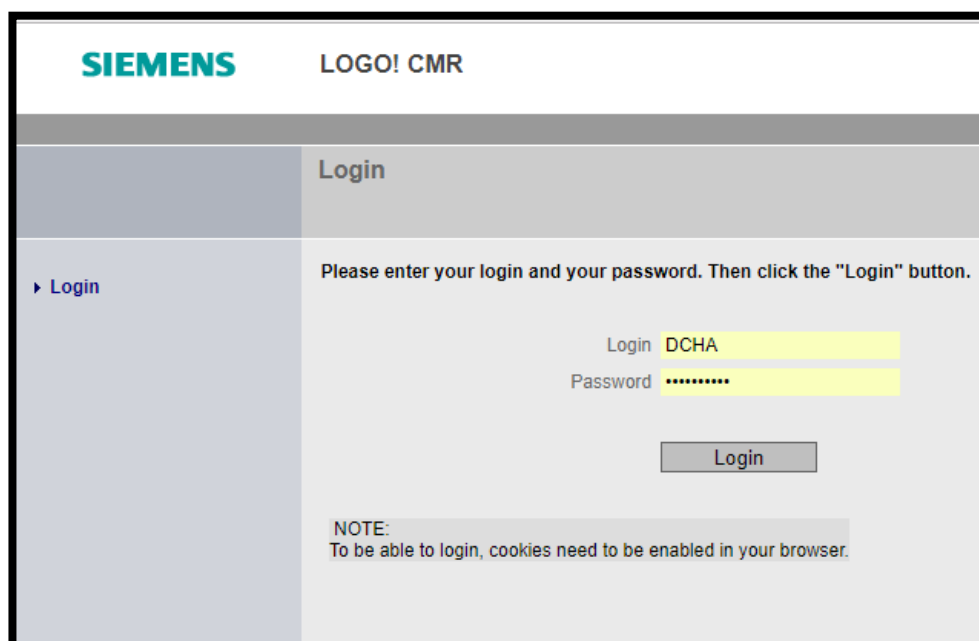 SIEMENS LOGO! CMR
Login
Login
Please enter your login and your password. Then click the "Login" button.
Login DCHA
Password ••••••••••
Login
NOTE:
To be able to login, cookies need to be enabled in your browser.